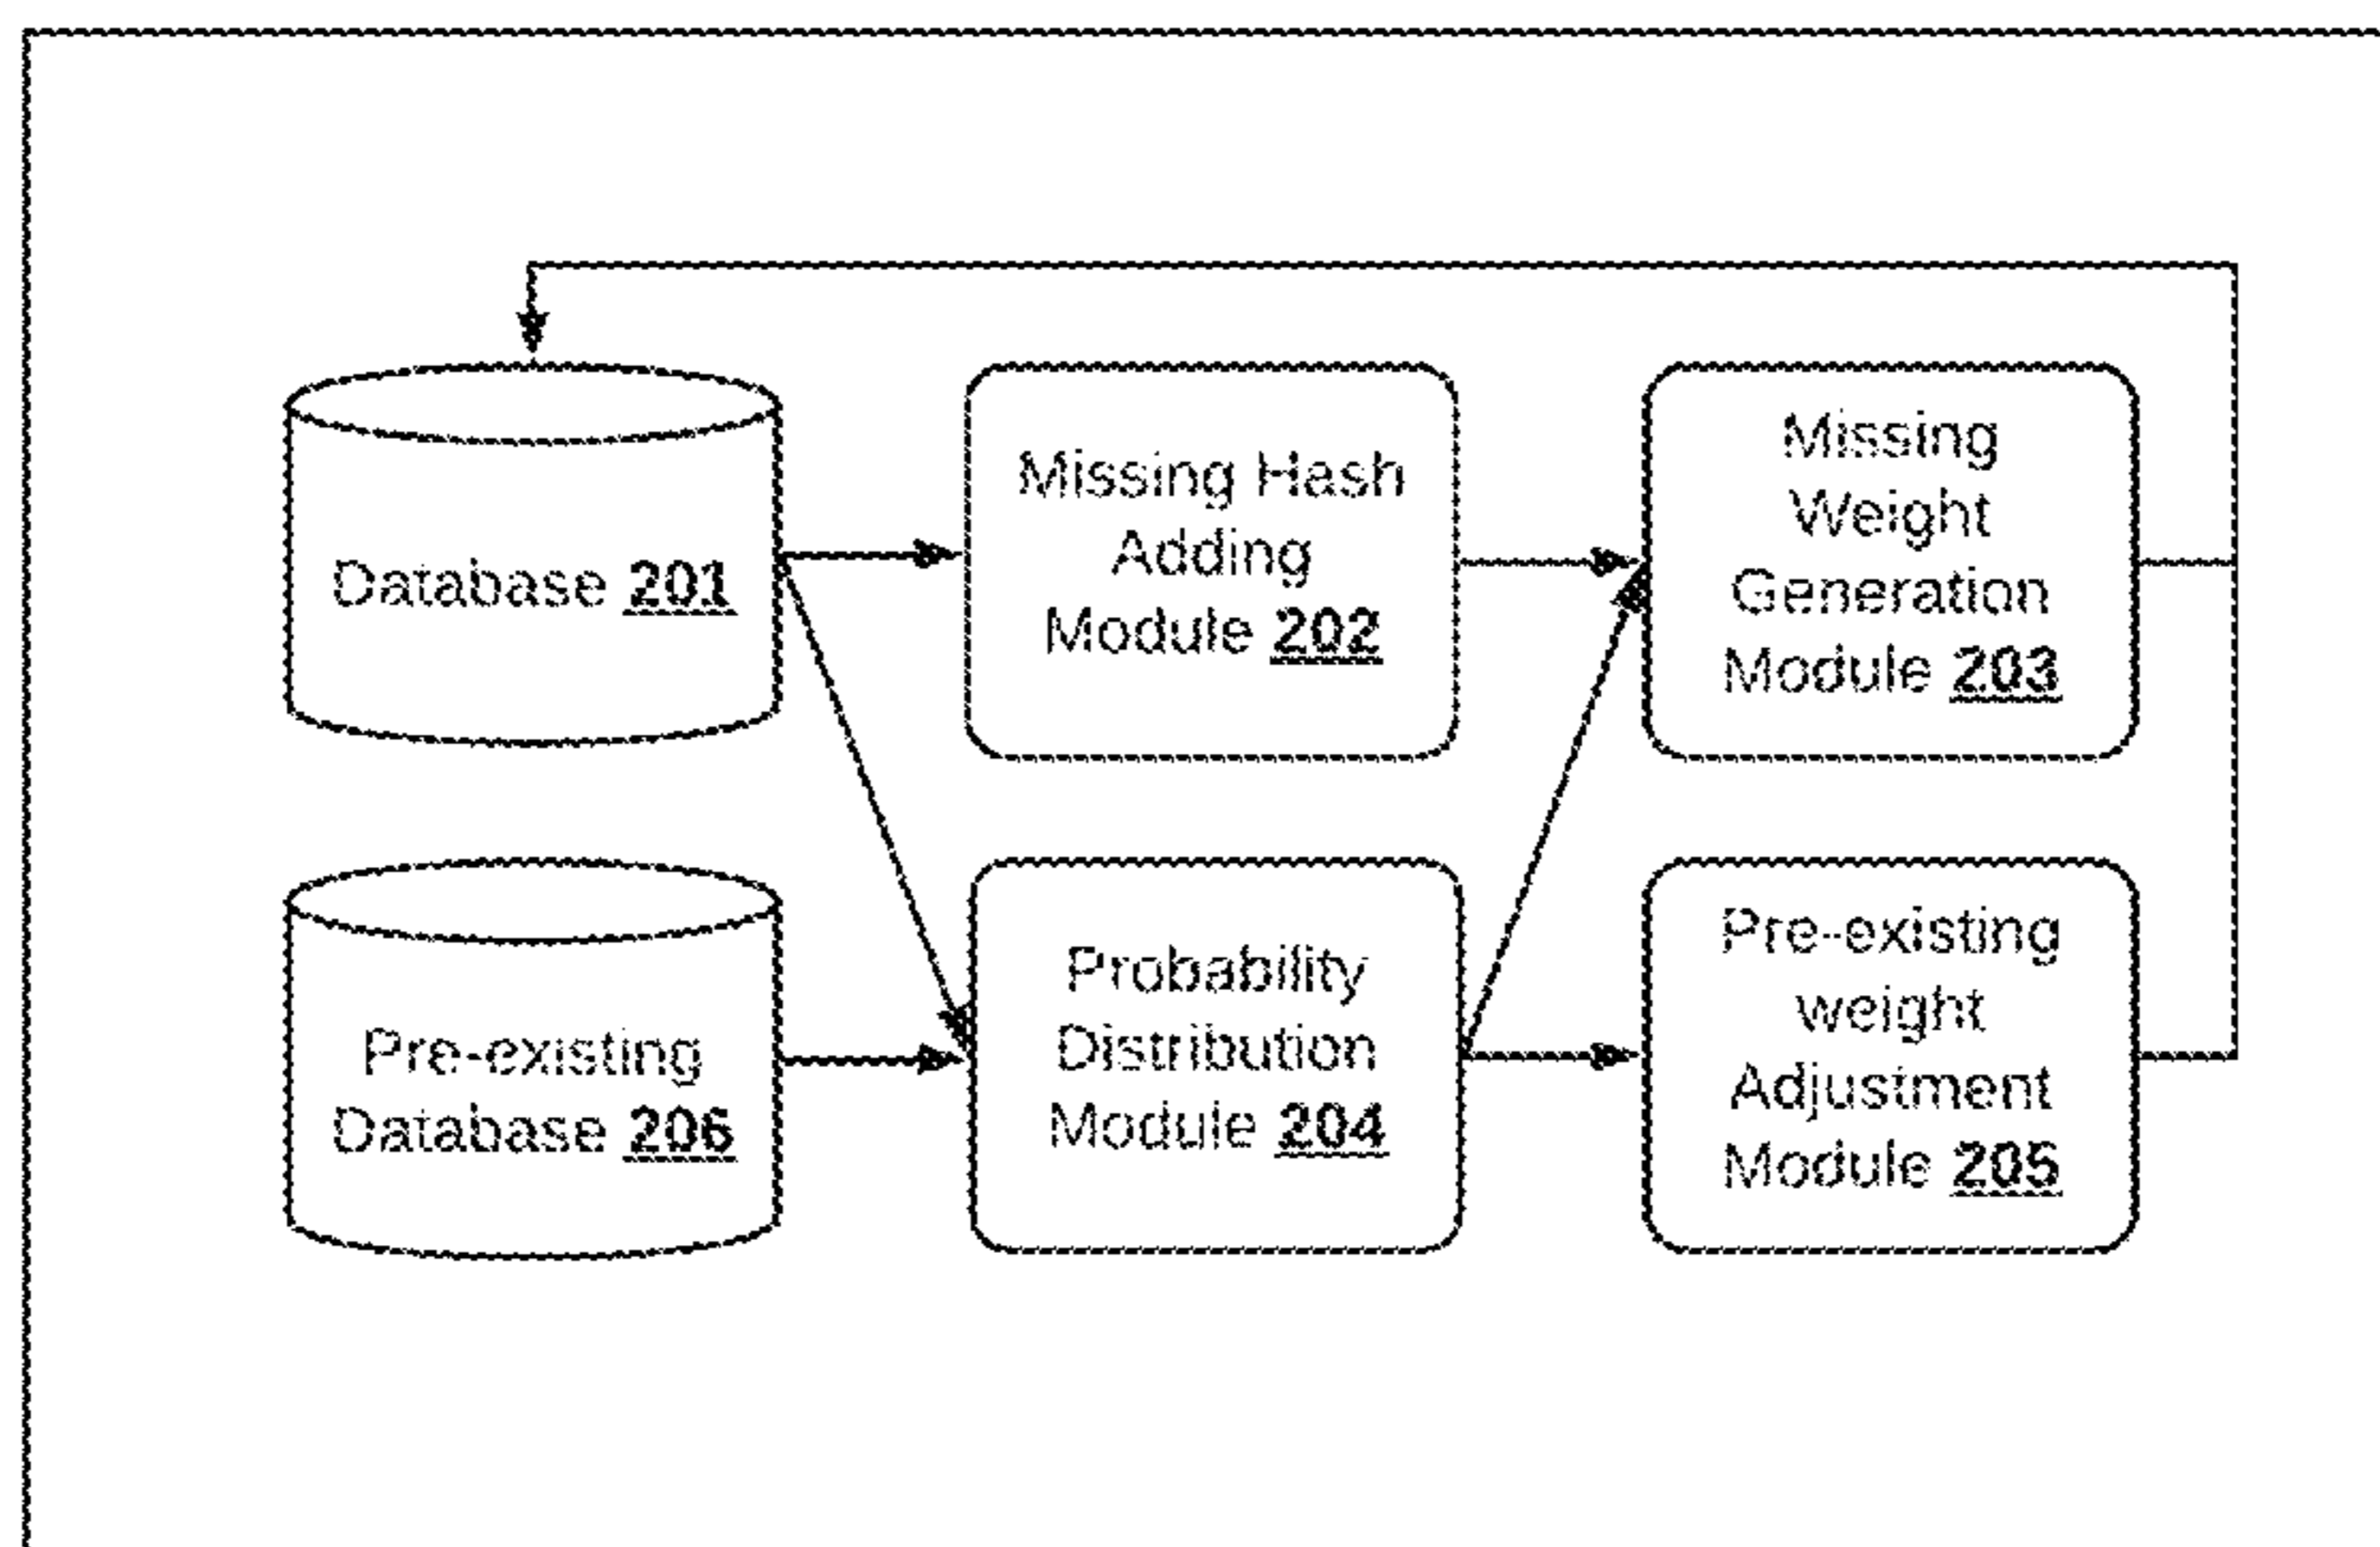 Database 201
Missing Hash
Adding
Module 202
Missing
Weight
Generation
Module 203
Pre-existing
Database 206
Probability
Distribution
Module 204
Pre-existing
weight
Adjustment
Module 205